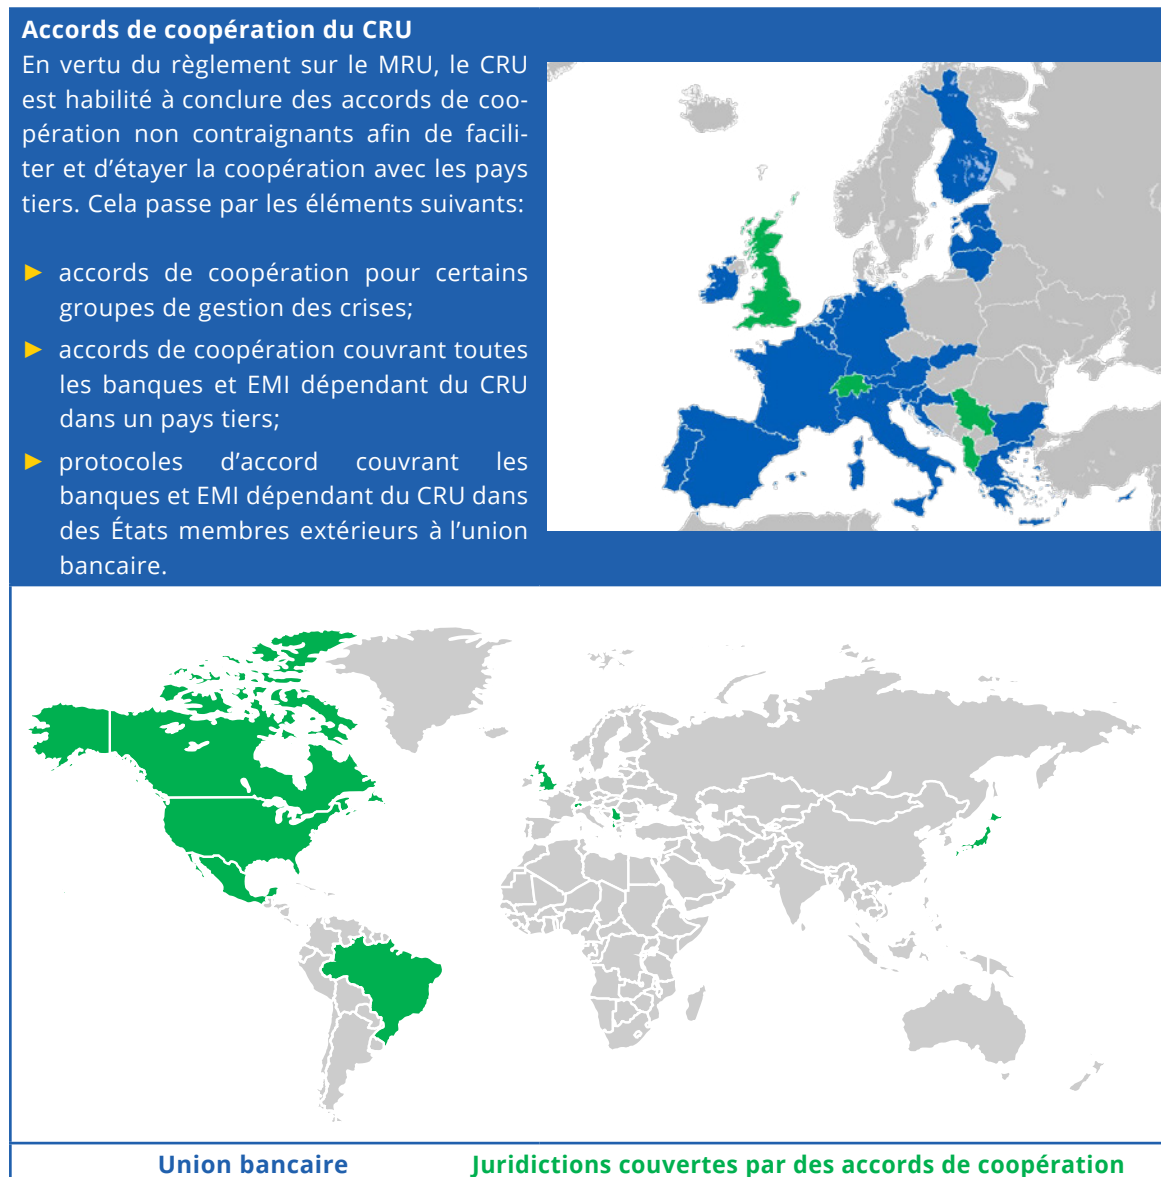 Accords de coopération du CRU
En vertu du règlement sur le MRU, le CRU
est habilité à conclure des accords de coo-
pération non contraignants afin de facili-
ter et d’étayer la coopération avec les pays
tiers. Cela passe par les éléments suivants:
► accords de coopération pour certains
groupes de gestion des crises;
► accords de coopération couvrant toutes
les banques et EMI dépendant du CRU
dans un pays tiers;
► protocoles d’accord couvrant les
banques et EMI dépendant du CRU dans
des États membres extérieurs à l’union
bancaire.
Union bancaire Juridictions couvertes par des accords de coopération